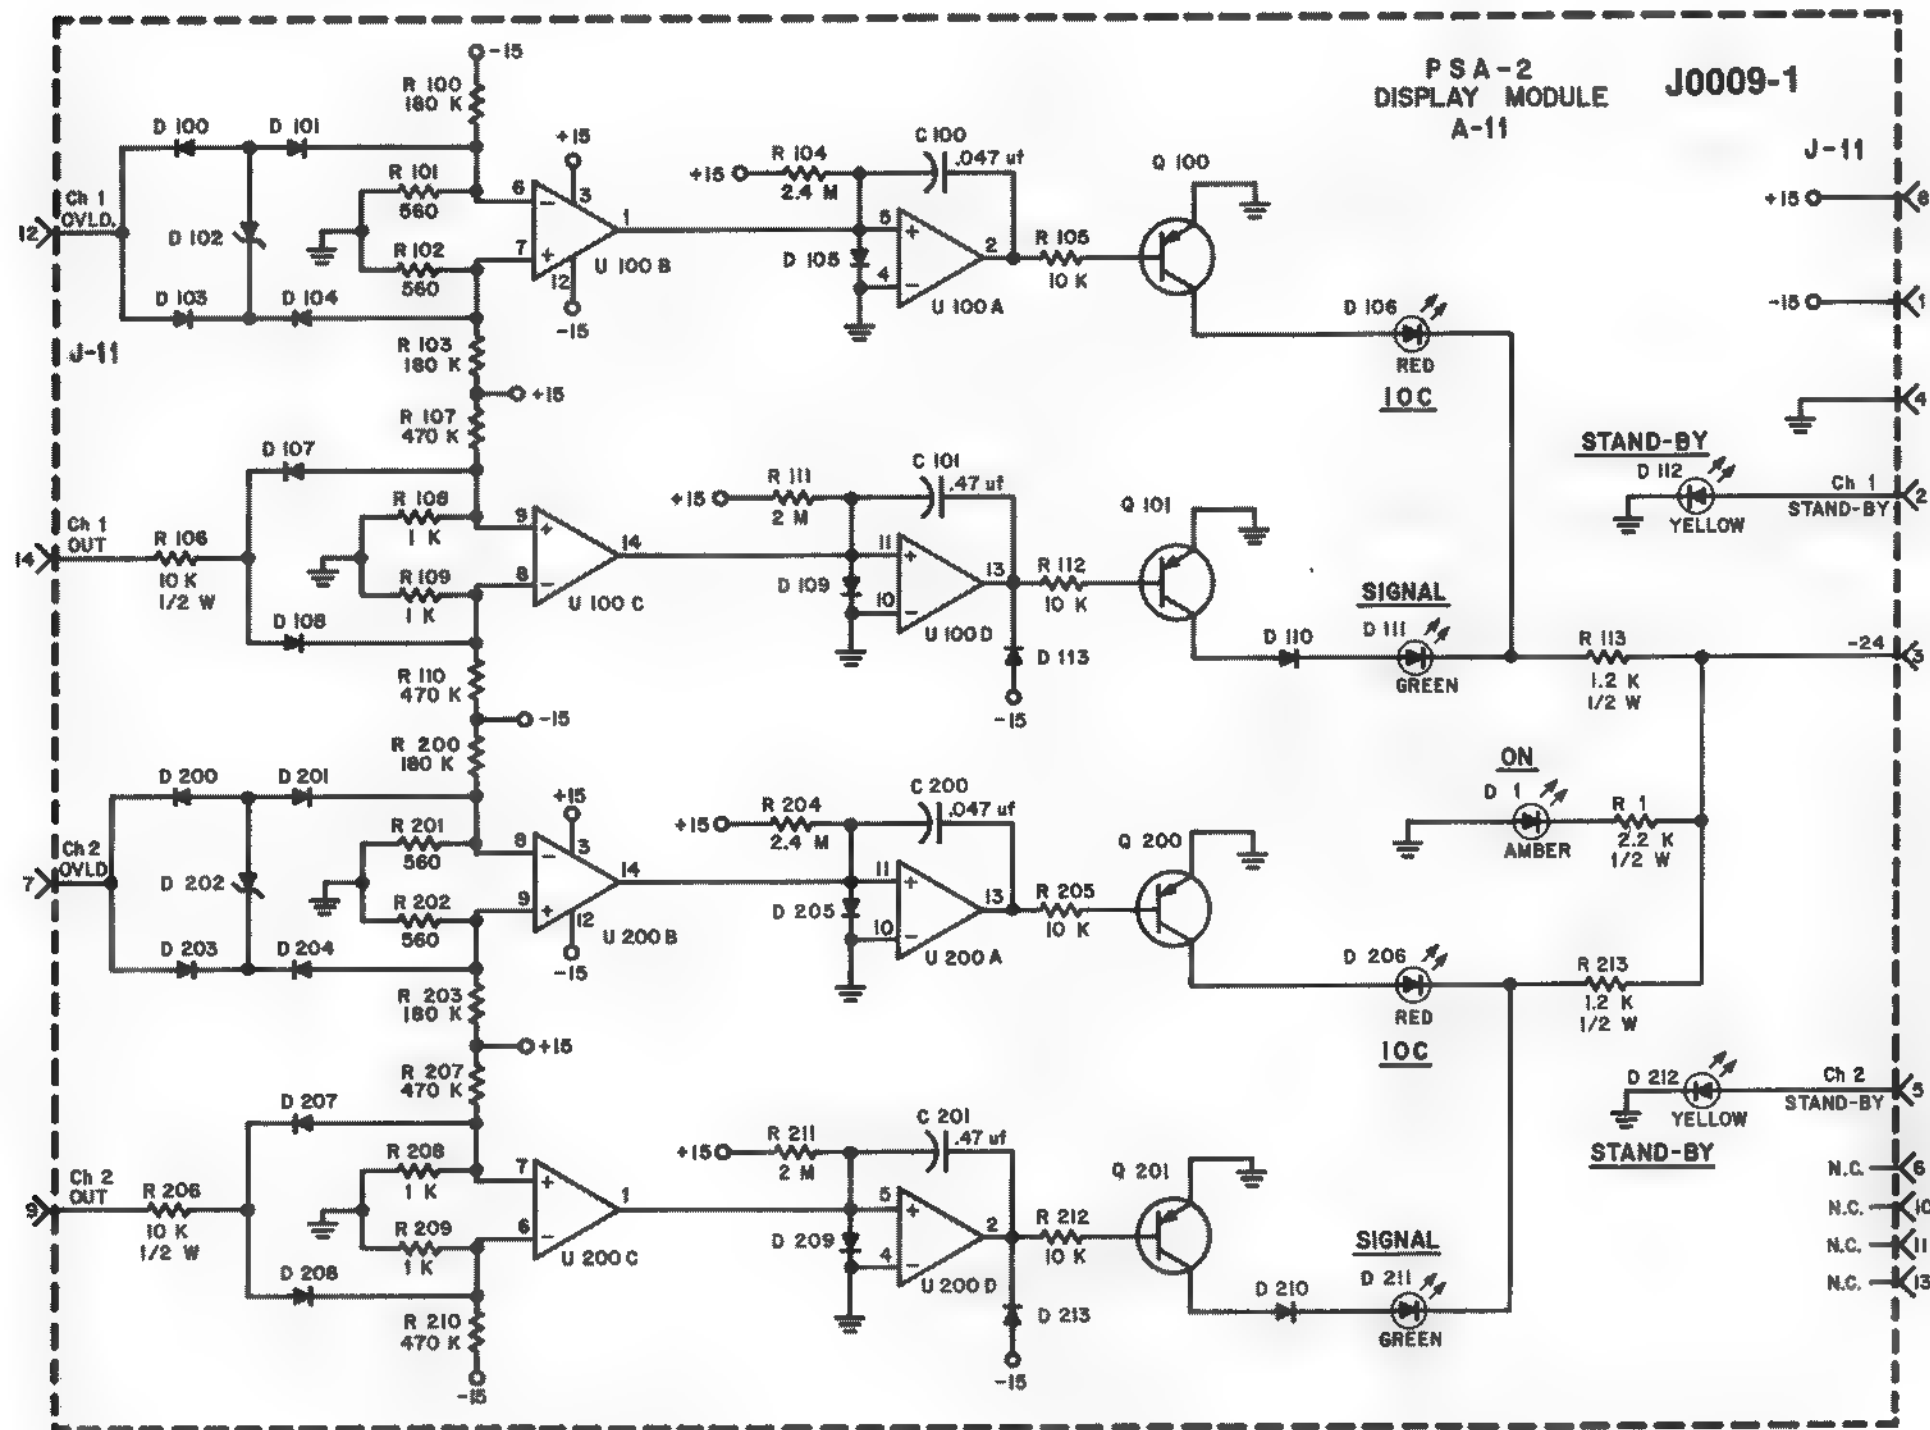 PSA-2
DISPLAY MODULE
A-11
J0009-1
-15
R 100
180 K
D 100
D 101
+15
R 101
560
6
3
1
Ch 1
OVLD.
12
D 102
R 102
560
7
12
U 100 B
-15
D 103
D 104
J-11
R 103
180 K
+15
+15
R 104
2.4 M
C 100
.047 uf
5
D 105
4
2
U 100 A
R 105
10 K
Q 100
D 106
RED
IOC
J-11
+15
8
-15
1
4
STAND-BY
D 112
YELLOW
Ch 1
STAND-BY
2
R 107
470 K
D 107
R 108
1 K
9
14
Ch 1
OUT
14
R 106
10 K
1/2 W
R 109
1 K
8
U 100 C
D 108
R 110
470 K
-15
+15
R 111
2 M
C 101
.47 uf
11
D 109
10
13
U 100 D
R 112
10 K
D 113
-15
Q 101
D 110
SIGNAL
D 111
GREEN
R 113
1.2 K
1/2 W
-24
3
ON
D 1
AMBER
R 1
2.2 K
1/2 W
R 200
180 K
D 200
D 201
+15
R 201
560
8
3
14
Ch 2
OVLD
7
D 202
R 202
560
9
12
U 200 B
-15
D 203
D 204
R 203
180 K
+15
+15
R 204
2.4 M
C 200
.047 uf
11
D 205
10
13
U 200 A
R 205
10 K
Q 200
D 206
RED
IOC
R 213
1.2 K
1/2 W
D 212
YELLOW
STAND-BY
Ch 2
STAND-BY
5
R 207
470 K
D 207
R 208
1 K
7
1
Ch 2
OUT
9
R 206
10 K
1/2 W
R 209
1 K
6
U 200 C
D 208
R 210
470 K
-15
+15
R 211
2 M
C 201
.47 uf
5
D 209
4
2
U 200 D
R 212
10 K
D 213
-15
Q 201
D 210
SIGNAL
D 211
GREEN
N.C. 6
N.C. 10
N.C. 11
N.C. 13